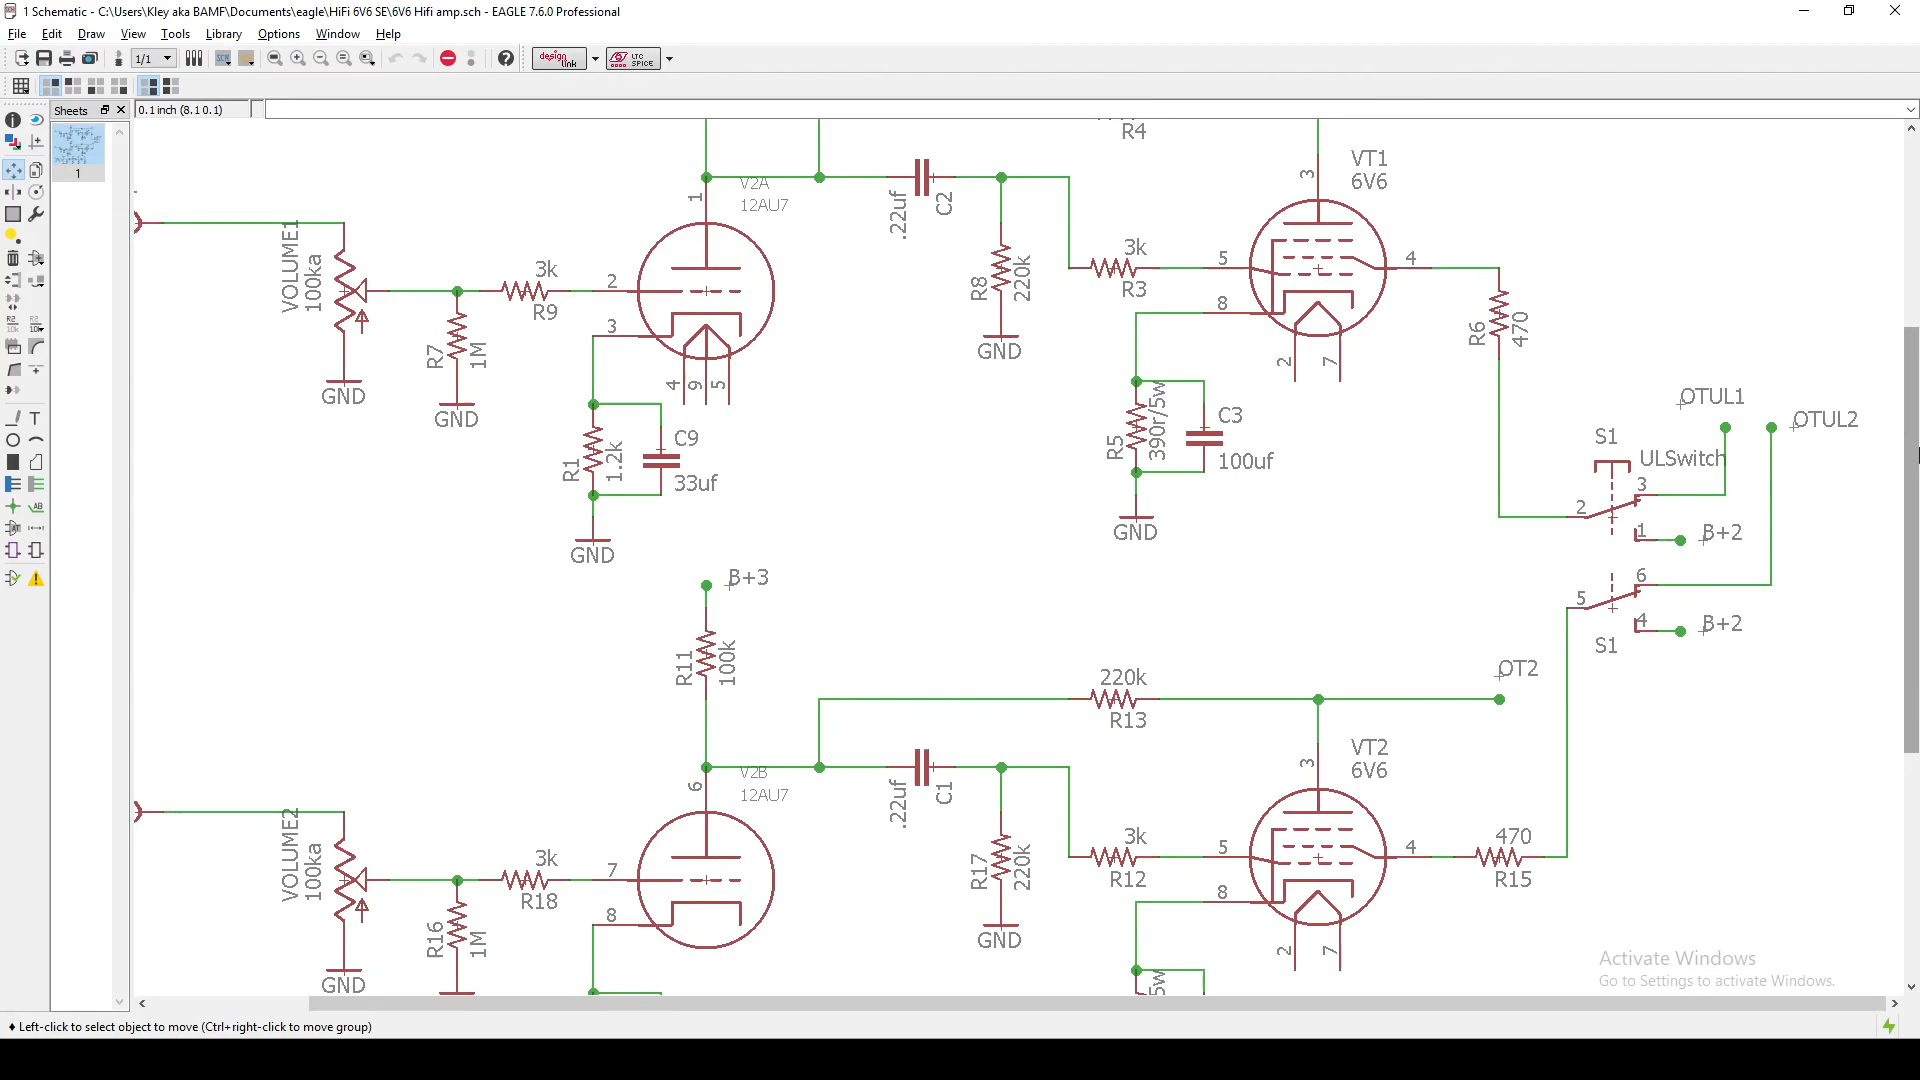 1 Schematic - C:\Users\Kley aka BAMF\Documents\eagle\HiFi 6V6 SE\6V6 Hifi amp.sch - EAGLE 7.6.0 Professional
File Edit Draw View Tools Library Options Window Help
1/1
SCR
design link
LTC SPICE
Sheets
0.1 inch (8.1 0.1)
1
R4
VT1
6V6
3
V2A
12AU7
1
.22uf
C2
VOLUME1
100ka
3k
R9
2
3
R7
1M
GND
GND
4 9 5
R8
220k
GND
3k
R3
5
8
4
2 7
R6
470
R1
1.2k
C9
33uf
GND
R5
390r/5w
C3
100uf
GND
OTUL1
OTUL2
S1
ULSwitch
3
2
1
B+2
6
5
4
B+2
S1
B+3
R11
100k
220k
R13
OT2
VT2
6V6
3
V2B
12AU7
6
.22uf
C1
VOLUME2
100ka
3k
R18
7
8
R16
1M
GND
R17
220k
GND
3k
R12
5
8
4
2 7
470
R15
5w
Activate Windows
Go to Settings to activate Windows.
Left-click to select object to move (Ctrl+right-click to move group)